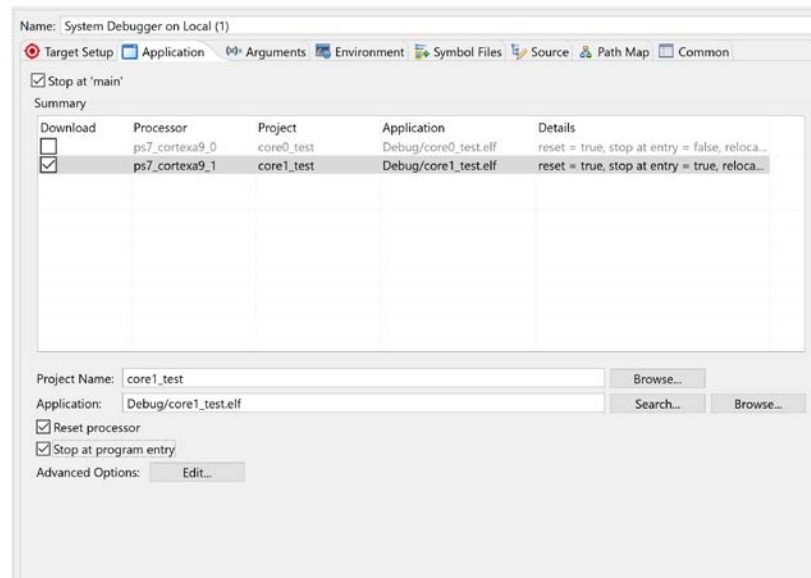 Name: System Debugger on Local (1)
Target Setup Application (x)= Arguments Environment Symbol Files Source Path Map Common
Stop at 'main'
Summary
Download Processor Project Application Details
ps7_cortexa9_0 core0_test Debug/core0_test.elf reset = true, stop at entry = false, reloca...
ps7_cortexa9_1 core1_test Debug/core1_test.elf reset = true, stop at entry = true, reloca...
Project Name: core1_test Browse...
Application: Debug/core1_test.elf Search... Browse...
Reset processor
Stop at program entry
Advanced Options: Edit...